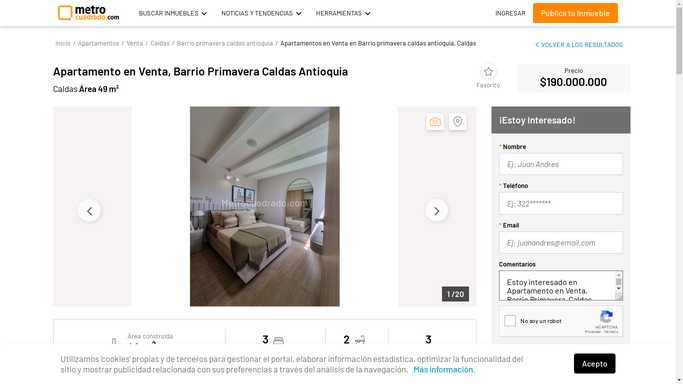 metro
cuadrado.com
BUSCAR INMUEBLES
NOTICIAS Y TENDENCIAS
HERRAMIENTAS
INGRESAR
Publica tu Inmueble
Inicio / Apartamentos / Venta / Caldas / Barrio primavera caldas antioquia / Apartamentos en Venta en Barrio primavera caldas antioquia, Caldas
VOLVER A LOS RESULTADOS
Apartamento en Venta, Barrio Primavera Caldas Antioquia
Caldas Área 49 m²
Favorito
Precio
$190.000.000
Metrocuadrado.com
1 /20
¡Estoy Interesado!
* Nombre
Ej: Juan Andres
* Teléfono
Ej: 322*******
* Email
Ej: juanandres@email.com
Comentarios
Estoy interesado en
Apartamento en Venta,
Barrio Primavera, Caldas
No soy un robot
reCAPTCHA
Privacidad - Términos
Área construida
3
2
3
Utilizamos 'cookies' propias y de terceros para gestionar el portal, elaborar información estadística, optimizar la funcionalidad del
sitio y mostrar publicidad relacionada con sus preferencias a través del análisis de la navegación. Más información.
Acepto